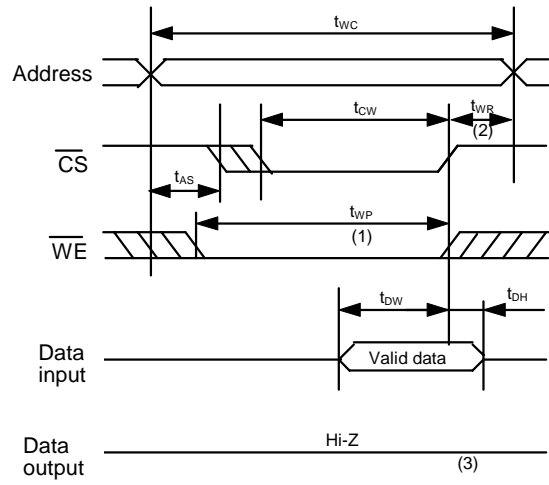 tWC
Address
tCW
tWR
(2)
CS
tAS
tWP
(1)
WE
tDW
tDH
Data
input
Valid data
Data
output
Hi-Z
(3)